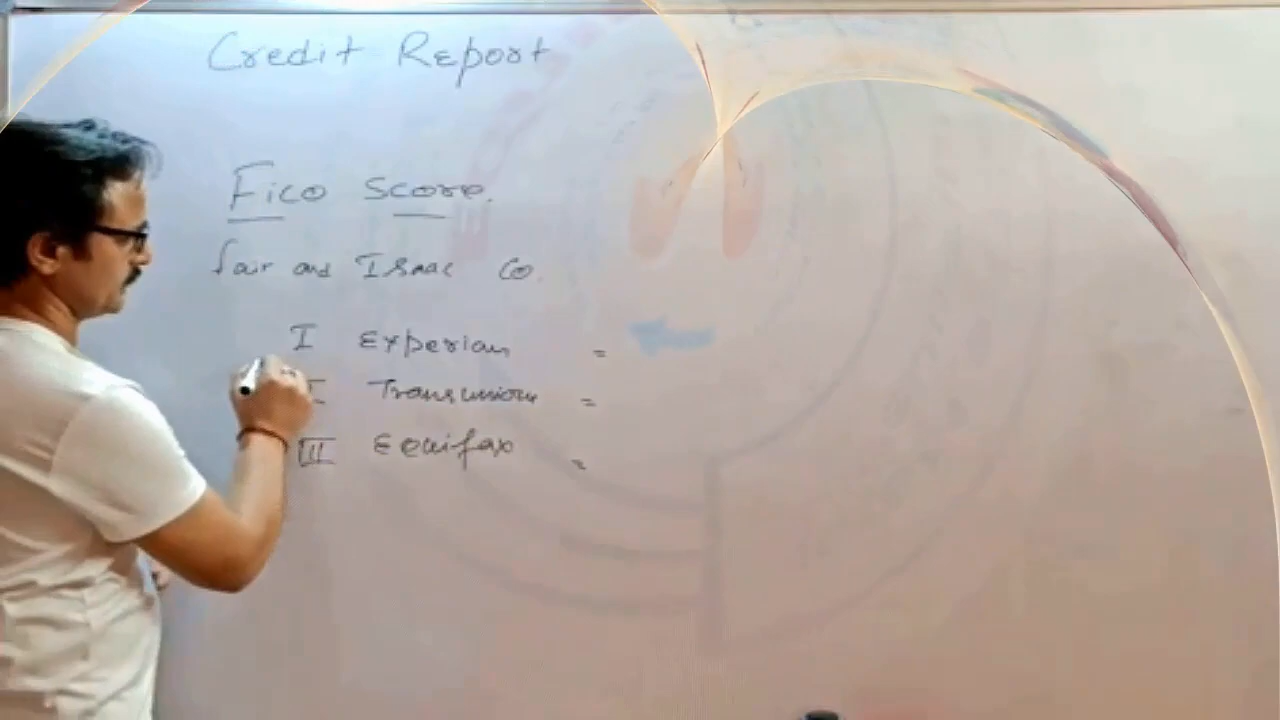 Credit Report
Fico Score.
fair and Isaac Co.
I Experian =
I Transunion =
III Equifax =